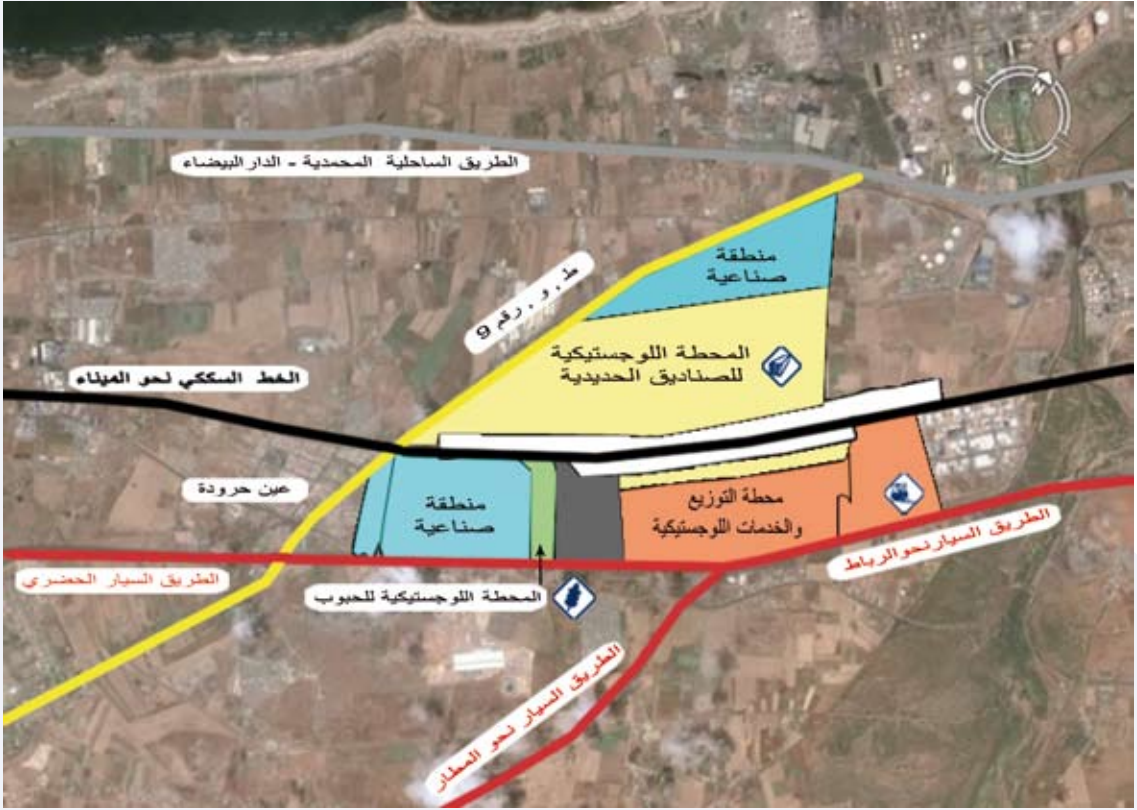 N
الطريق الساحلية المحمدية - الدار البيضاء
منطقة
صناعية
ط . و . رقم 9
المحطة اللوجستيكية
للصناديق الحديدية
الخط السككي نحو الميناء
عين حرودة
منطقة
صناعية
محطة التوزيع
والخدمات اللوجستيكية
الطريق السيار نحو الرباط
الطريق السيار الحضري
المحطة اللوجستيكية للحبوب
الطريق السيار نحو المطار